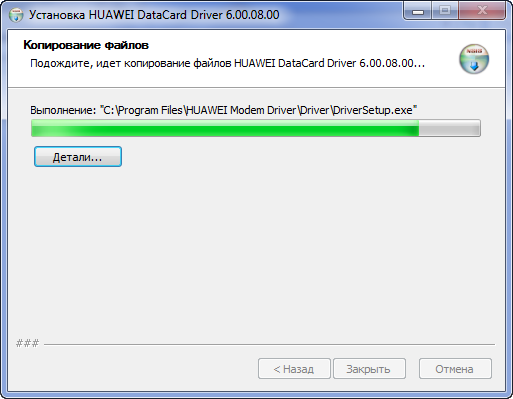 Установка HUAWEI DataCard Driver 6.00.08.00
Копирование файлов
Подождите, идет копирование файлов HUAWEI DataCard Driver 6.00.08.00...
Выполнение: "C:\Program Files\HUAWEI Modem Driver\Driver\DriverSetup.exe"
Детали...
###
< Назад
Закрыть
Отмена